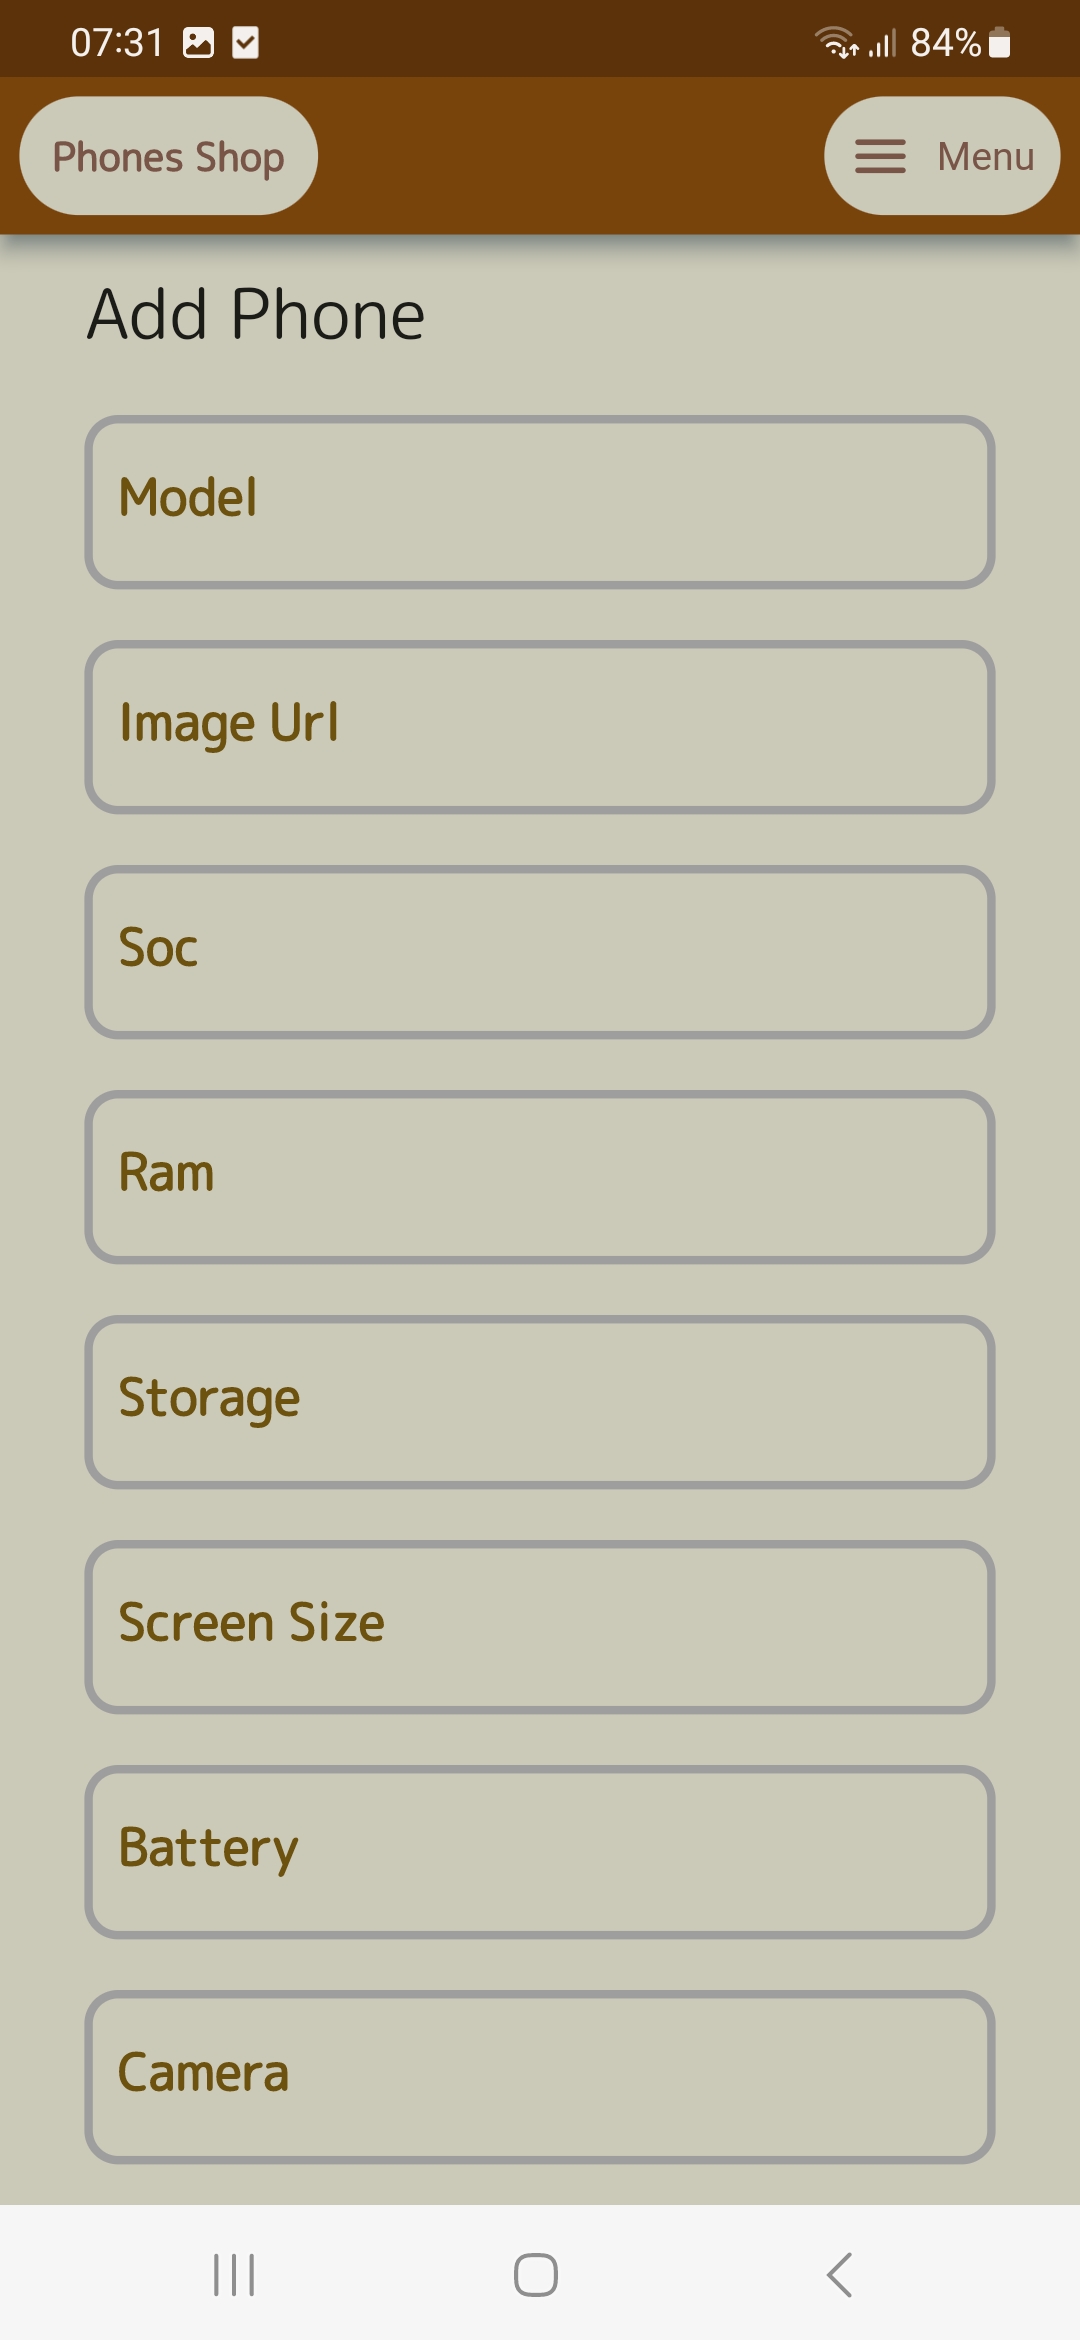 07:31 84%
Phones Shop Menu
Add Phone
Model
Image Url
Soc
Ram
Storage
Screen Size
Battery
Camera